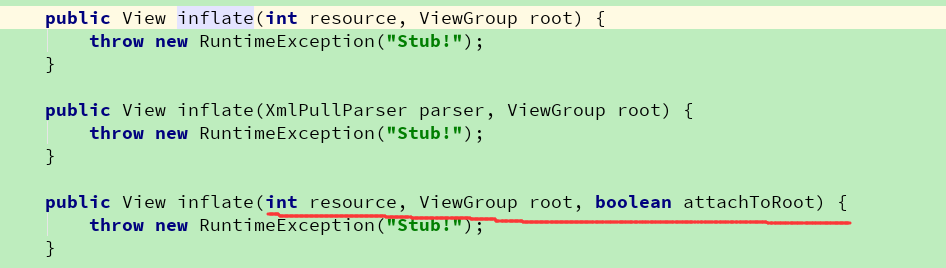 public View inflate(int resource, ViewGroup root) {
    throw new RuntimeException("Stub!");
}
public View inflate(XmlPullParser parser, ViewGroup root) {
    throw new RuntimeException("Stub!");
}
public View inflate(int resource, ViewGroup root, boolean attachToRoot) {
    throw new RuntimeException("Stub!");
}